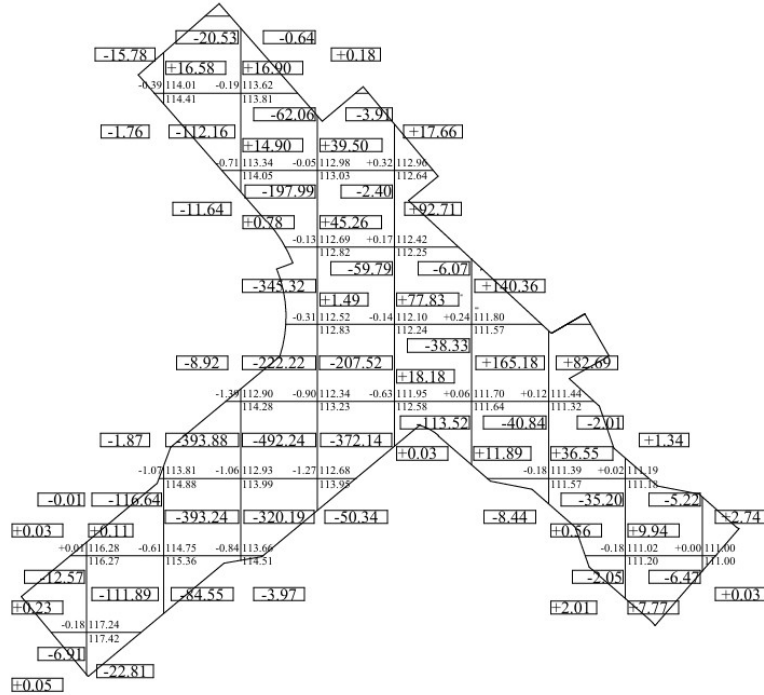 -20.53 -0.64
-15.78 +0.18
+16.58 +16.90
-0.39 114.01 -0.19 113.62
114.41 113.81
-62.06 -3.91
-1.76 -112.16 +17.66
+14.90 +39.50
-0.71 113.34 -0.05 112.98 +0.32 112.96
114.05 113.03 112.64
-197.99 -2.40
-11.64 +92.71
+0.78 +45.26
-0.13 112.69 +0.17 112.42
112.82 112.25
-59.79 -6.07
-345.32 +140.36
+1.49 +77.83
-0.31 112.52 -0.14 112.10 +0.24 111.80
112.83 112.24 111.57
-38.33
-8.92 -222.22 -207.52 +165.18 +82.69
+18.18
-1.39 112.90 -0.90 112.34 -0.63 111.95 +0.06 111.70 +0.12 111.44
114.28 113.23 112.58 111.64 111.32
-113.52 -40.84 -2.01
-1.87 -393.88 -492.24 -372.14 +1.34
+0.03 +11.89 +36.55
-1.07 113.81 -1.06 112.93 -1.27 112.68 -0.18 111.39 +0.02 111.19
114.88 113.99 113.95 111.57 111.18
-0.01 -116.64 -35.20 -5.22
-393.24 -320.19 -50.34 -8.44 +2.74
+0.03 +0.11 +0.56 +9.94
+0.01 116.28 -0.61 114.75 -0.84 113.66 -0.18 111.02 +0.00 111.00
116.27 115.36 114.51 111.20 111.00
-12.57 -2.05 -6.47
-111.89 -84.55 -3.97 +0.03
+0.23 +2.01 +7.77
-0.18 117.24
117.42
-6.91
-22.81
+0.05